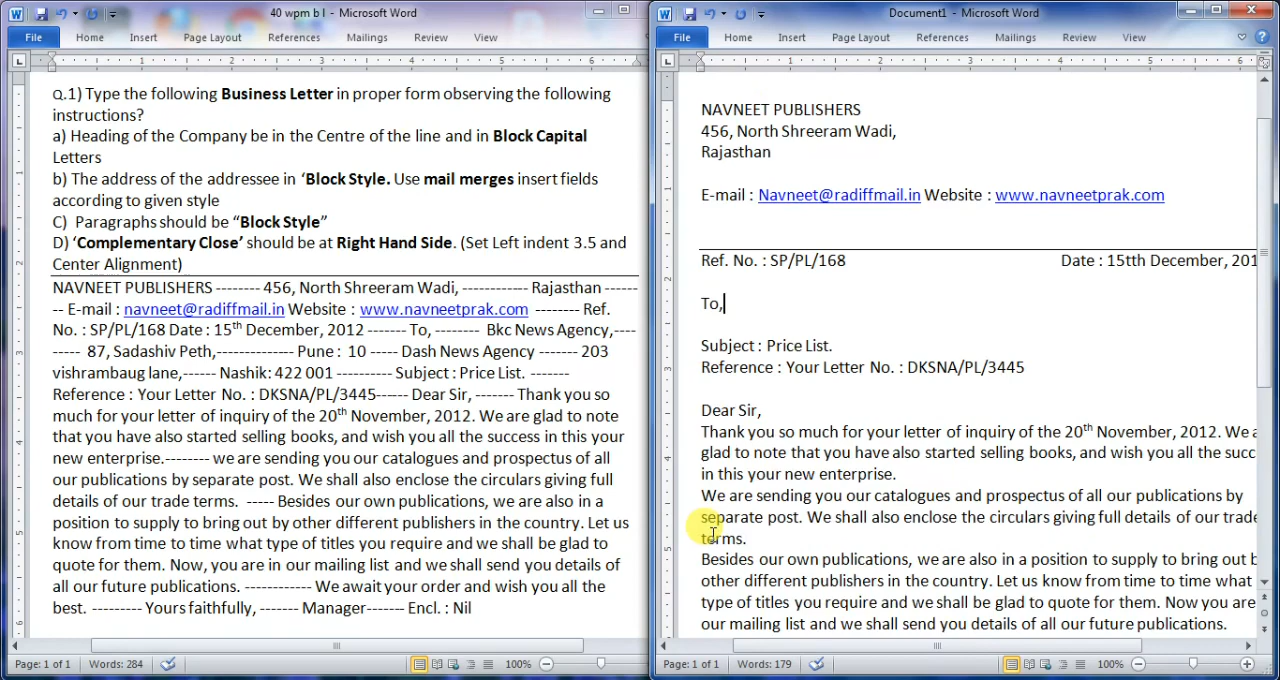 40 wpm b l - Microsoft Word
File Home Insert Page Layout References Mailings Review View
Q.1) Type the following Business Letter in proper form observing the following
instructions?
a) Heading of the Company be in the Centre of the line and in Block Capital
Letters
b) The address of the addressee in ‘Block Style. Use mail merges insert fields
according to given style
C) Paragraphs should be “Block Style”
D) ‘Complementary Close’ should be at Right Hand Side. (Set Left indent 3.5 and
Center Alignment)
NAVNEET PUBLISHERS -------- 456, North Shreeram Wadi, ------------ Rajasthan ------
-- E-mail : navneet@radiffmail.in Website : www.navneetprak.com -------- Ref.
No. : SP/PL/168 Date : 15th December, 2012 ------- To, -------- Bkc News Agency,----
-------- 87, Sadashiv Peth,------------- Pune : 10 ----- Dash News Agency ------- 203
vishrambaug lane,------ Nashik: 422 001 ---------- Subject : Price List. -------
Reference : Your Letter No. : DKSNA/PL/3445------ Dear Sir, ------- Thank you so
much for your letter of inquiry of the 20th November, 2012. We are glad to note
that you have also started selling books, and wish you all the success in this your
new enterprise.-------- we are sending you our catalogues and prospectus of all
our publications by separate post. We shall also enclose the circulars giving full
details of our trade terms. ----- Besides our own publications, we are also in a
position to supply to bring out by other different publishers in the country. Let us
know from time to time what type of titles you require and we shall be glad to
quote for them. Now, you are in our mailing list and we shall send you details of
all our future publications. ------------ We await your order and wish you all the
best. --------- Yours faithfully, ------- Manager------- Encl. : Nil
Page: 1 of 1 Words: 284 100%
Document1 - Microsoft Word
File Home Insert Page Layout References Mailings Review View
NAVNEET PUBLISHERS
456, North Shreeram Wadi,
Rajasthan
E-mail : Navneet@radiffmail.in Website : www.navneetprak.com
Ref. No. : SP/PL/168 Date : 15tth December, 201
To,
Subject : Price List.
Reference : Your Letter No. : DKSNA/PL/3445
Dear Sir,
Thank you so much for your letter of inquiry of the 20th November, 2012. We a
glad to note that you have also started selling books, and wish you all the succ
in this your new enterprise.
We are sending you our catalogues and prospectus of all our publications by
separate post. We shall also enclose the circulars giving full details of our trade
terms.
Besides our own publications, we are also in a position to supply to bring out b
other different publishers in the country. Let us know from time to time what
type of titles you require and we shall be glad to quote for them. Now you are
our mailing list and we shall send you details of all our future publications.
Page: 1 of 1 Words: 179 100%